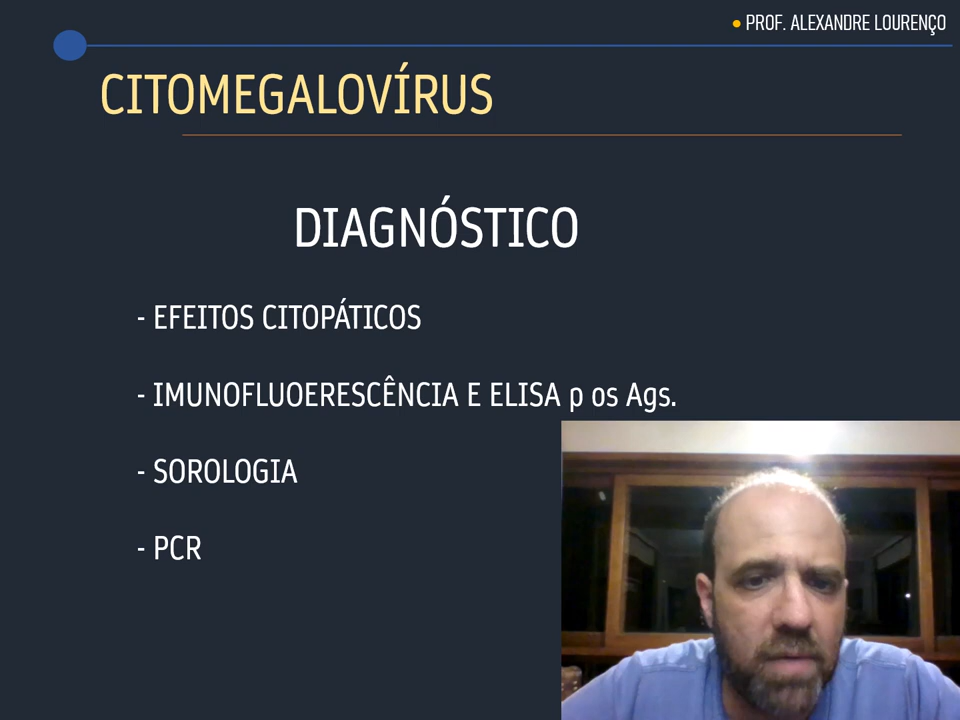 • PROF. ALEXANDRE LOURENÇO
CITOMEGALOVÍRUS
DIAGNÓSTICO
- EFEITOS CITOPÁTICOS
- IMUNOFLUOERESCÊNCIA E ELISA p os Ags.
- SOROLOGIA
- PCR